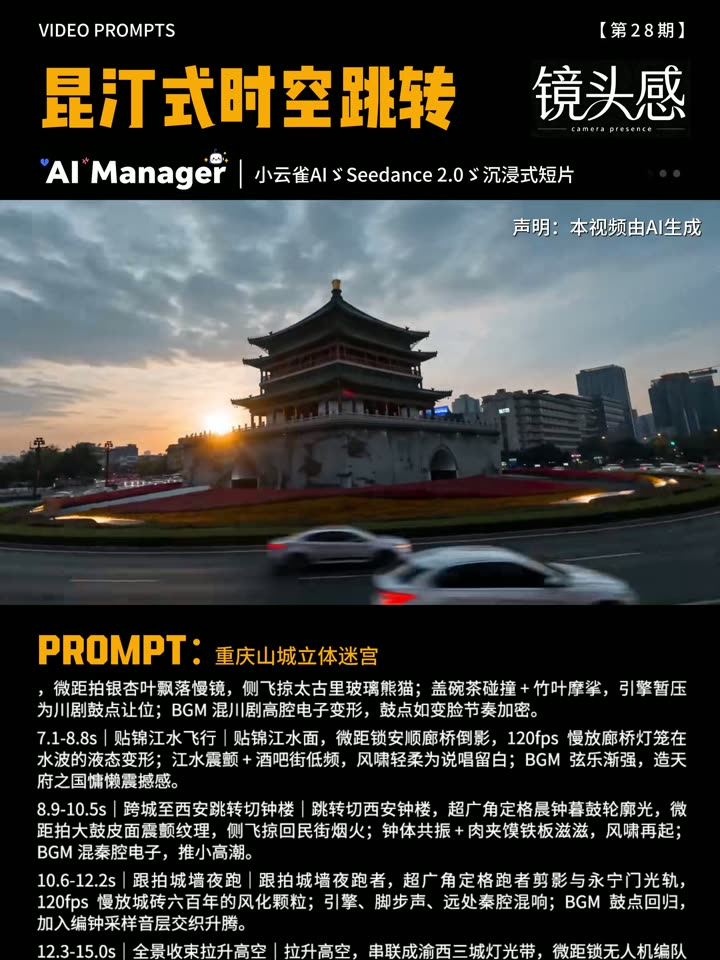 VIDEO PROMPTS
【第28期】
昆汀式时空跳转
镜头感
camera presence
AI Manager | 小云雀AI〻Seedance 2.0〻沉浸式短片
声明：本视频由AI生成
PROMPT：重庆山城立体迷宫
，微距拍银杏叶飘落慢镜，侧飞掠太古里玻璃熊猫；盖碗茶碰撞 + 竹叶摩挲，引擎暂压
为川剧鼓点让位；BGM 混川剧高腔电子变形，鼓点如变脸节奏加密。
7.1-8.8s｜贴锦江水飞行｜贴锦江水面，微距锁安顺廊桥倒影，120fps 慢放廊桥灯笼在
水波的液态变形；江水震颤 + 酒吧街低频，风啸轻柔为说唱留白；BGM 弦乐渐强，造天
府之国慵懒震撼感。
8.9-10.5s｜跨城至西安跳转切钟楼｜跳转切西安钟楼，超广角定格晨钟暮鼓轮廓光，微
距拍大鼓皮面震颤纹理，侧飞掠回民街烟火；钟体共振 + 肉夹馍铁板滋滋，风啸再起；
BGM 混秦腔电子，推小高潮。
10.6-12.2s｜跟拍城墙夜跑｜跟拍城墙夜跑者，超广角定格跑者剪影与永宁门光轨，
120fps 慢放城砖六百年的风化颗粒；引擎、脚步声、远处秦腔混响；BGM 鼓点回归，
加入编钟采样音层交织升腾。
12.3-15.0s｜全景收束拉升高空｜拉升高空，串联成渝西三城灯光带，微距锁无人机编队